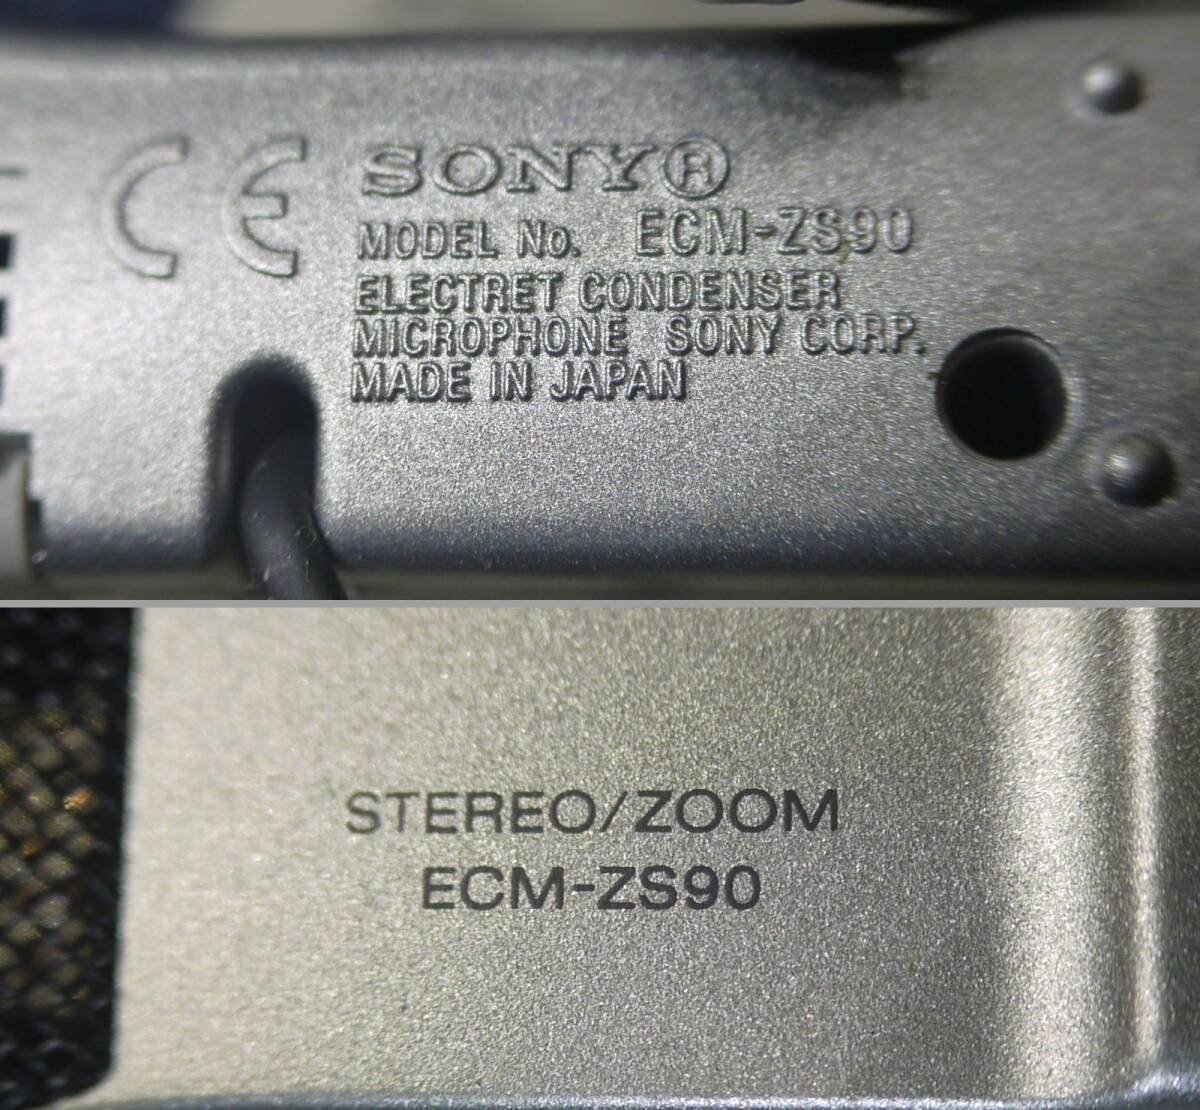 CE SONY®
MODEL No. ECM-ZS90
ELECTRET CONDENSER
MICROPHONE SONY CORP.
MADE IN JAPAN
STEREO/ZOOM
ECM-ZS90